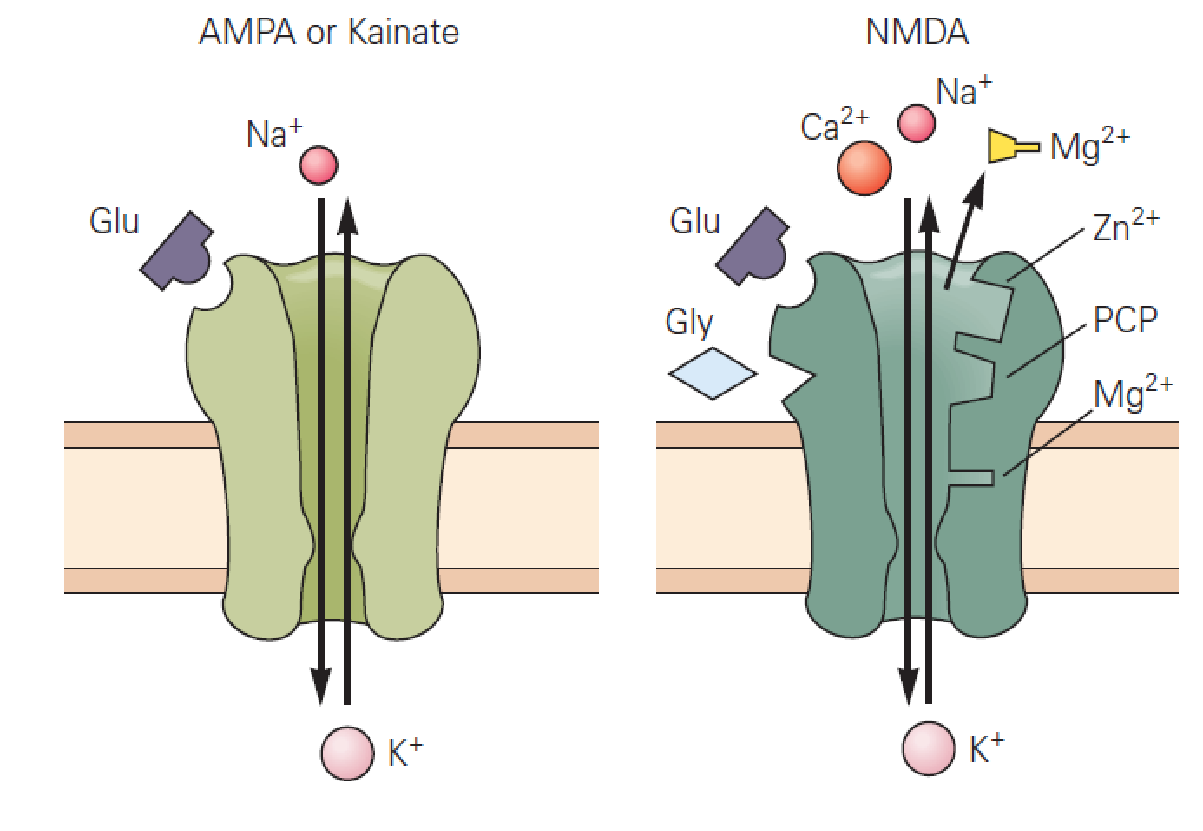 AMPA or Kainate
Na⁺
Glu
K⁺
NMDA
Na⁺
Ca²⁺
Mg²⁺
Glu
Zn²⁺
Gly
PCP
Mg²⁺
K⁺